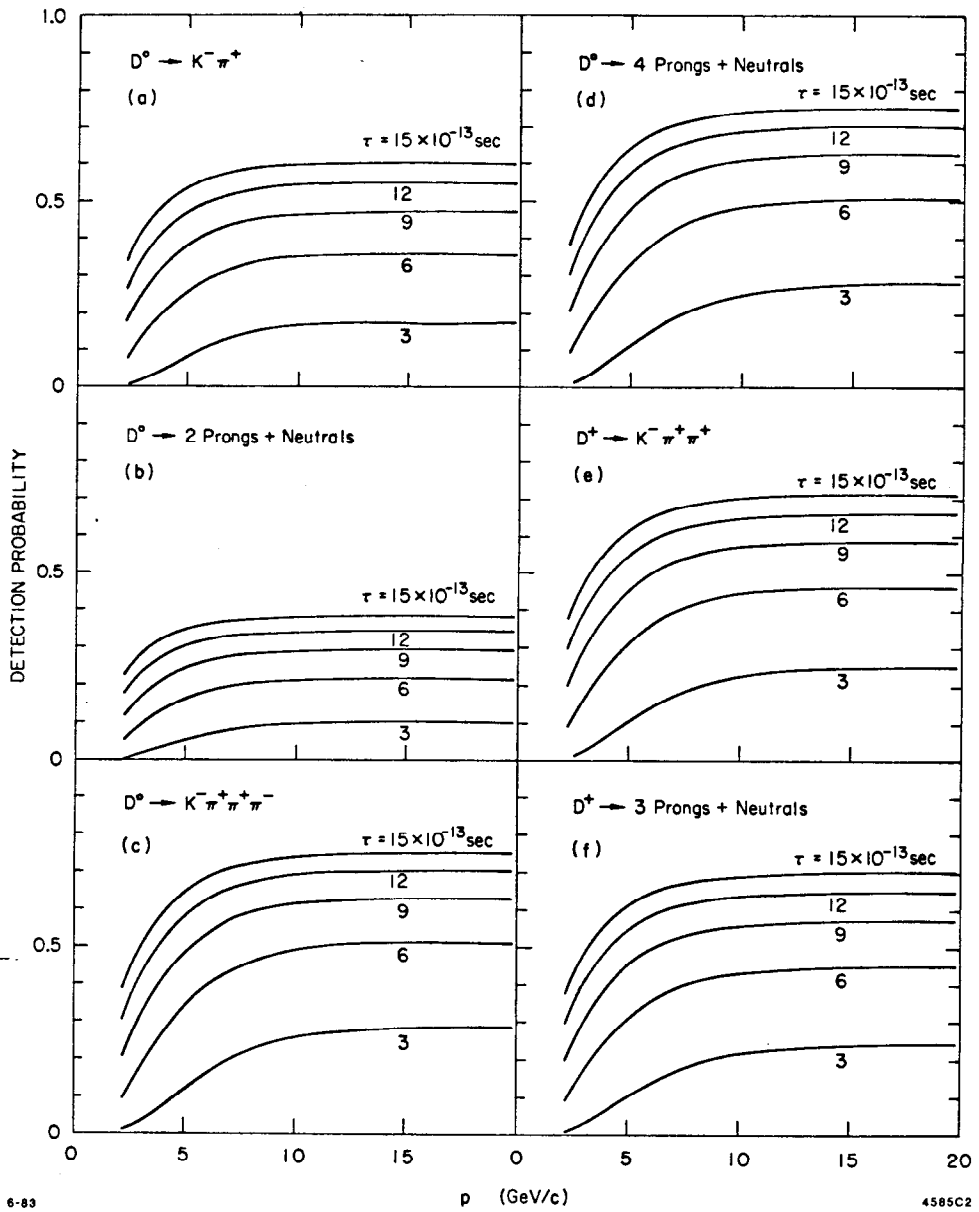 DETECTION PROBABILITY
1.0
0.5
0
D⁰ → K⁻π⁺
(a)
τ = 15×10⁻¹³sec
12
9
6
3
0.5
0
D⁰ → 2 Prongs + Neutrals
(b)
τ = 15×10⁻¹³sec
12
9
6
3
0.5
0
D⁰ → K⁻π⁺π⁺π⁻
(c)
τ = 15×10⁻¹³sec
12
9
6
3
D⁰ → 4 Prongs + Neutrals
(d)
τ = 15×10⁻¹³sec
12
9
6
3
D⁺ → K⁻π⁺π⁺
(e)
τ = 15×10⁻¹³sec
12
9
6
3
D⁺ → 3 Prongs + Neutrals
(f)
τ = 15×10⁻¹³sec
12
9
6
3
0 5 10 15 0 5 10 15 20
p (GeV/c)
6-83
4585C2